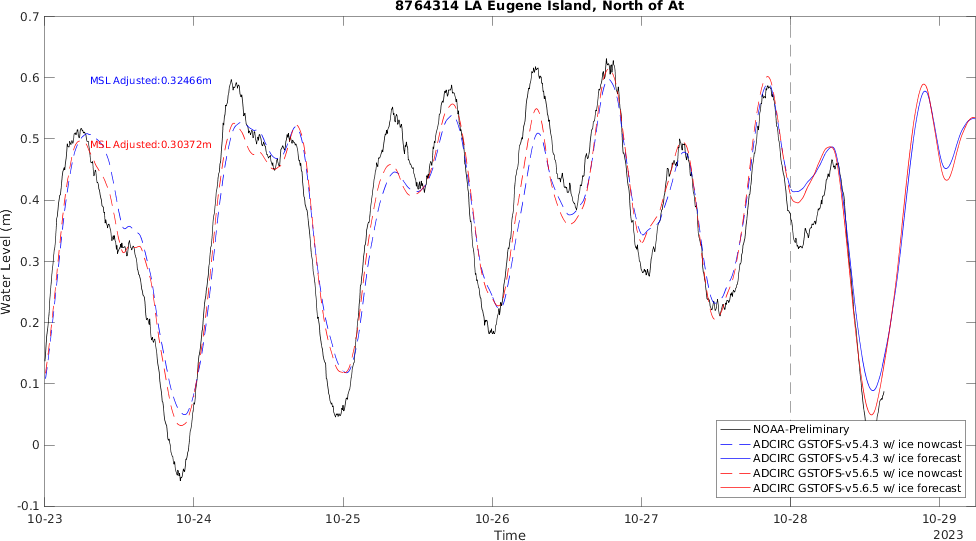 8764314 LA Eugene Island, North of At
0.7
0.6
0.5
0.4
0.3
0.2
0.1
0
-0.1
Water Level (m)
MSL Adjusted:0.32466m
MSL Adjusted:0.30372m
NOAA-Preliminary
ADCIRC GSTOFS-v5.4.3 w/ ice nowcast
ADCIRC GSTOFS-v5.4.3 w/ ice forecast
ADCIRC GSTOFS-v5.6.5 w/ ice nowcast
ADCIRC GSTOFS-v5.6.5 w/ ice forecast
10-23 10-24 10-25 10-26 10-27 10-28 10-29
Time
2023